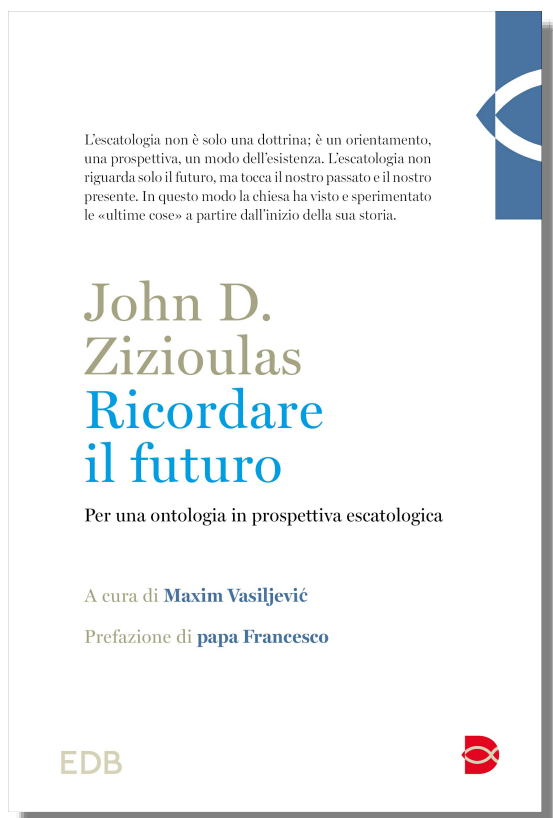 L’escatologia non è solo una dottrina; è un orientamento,
una prospettiva, un modo dell’esistenza. L’escatologia non
riguarda solo il futuro, ma tocca il nostro passato e il nostro
presente. In questo modo la chiesa ha visto e sperimentato
le «ultime cose» a partire dall’inizio della sua storia.
John D.
Zizioulas
Ricordare
il futuro
Per una ontologia in prospettiva escatologica
A cura di Maxim Vasiljević
Prefazione di papa Francesco
EDB